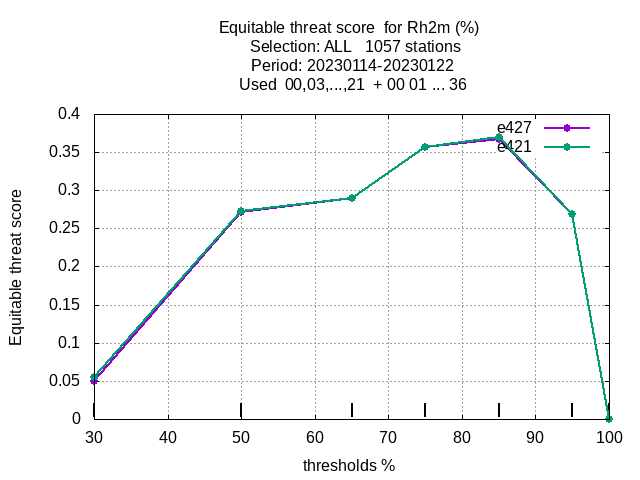 Equitable threat score  for Rh2m (%)
Selection: ALL   1057 stations
Period: 20230114-20230122
Used  00,03,...,21  + 00 01 ... 36
e427
e421
Equitable threat score
0.4
0.35
0.3
0.25
0.2
0.15
0.1
0.05
0
30 40 50 60 70 80 90 100
thresholds %